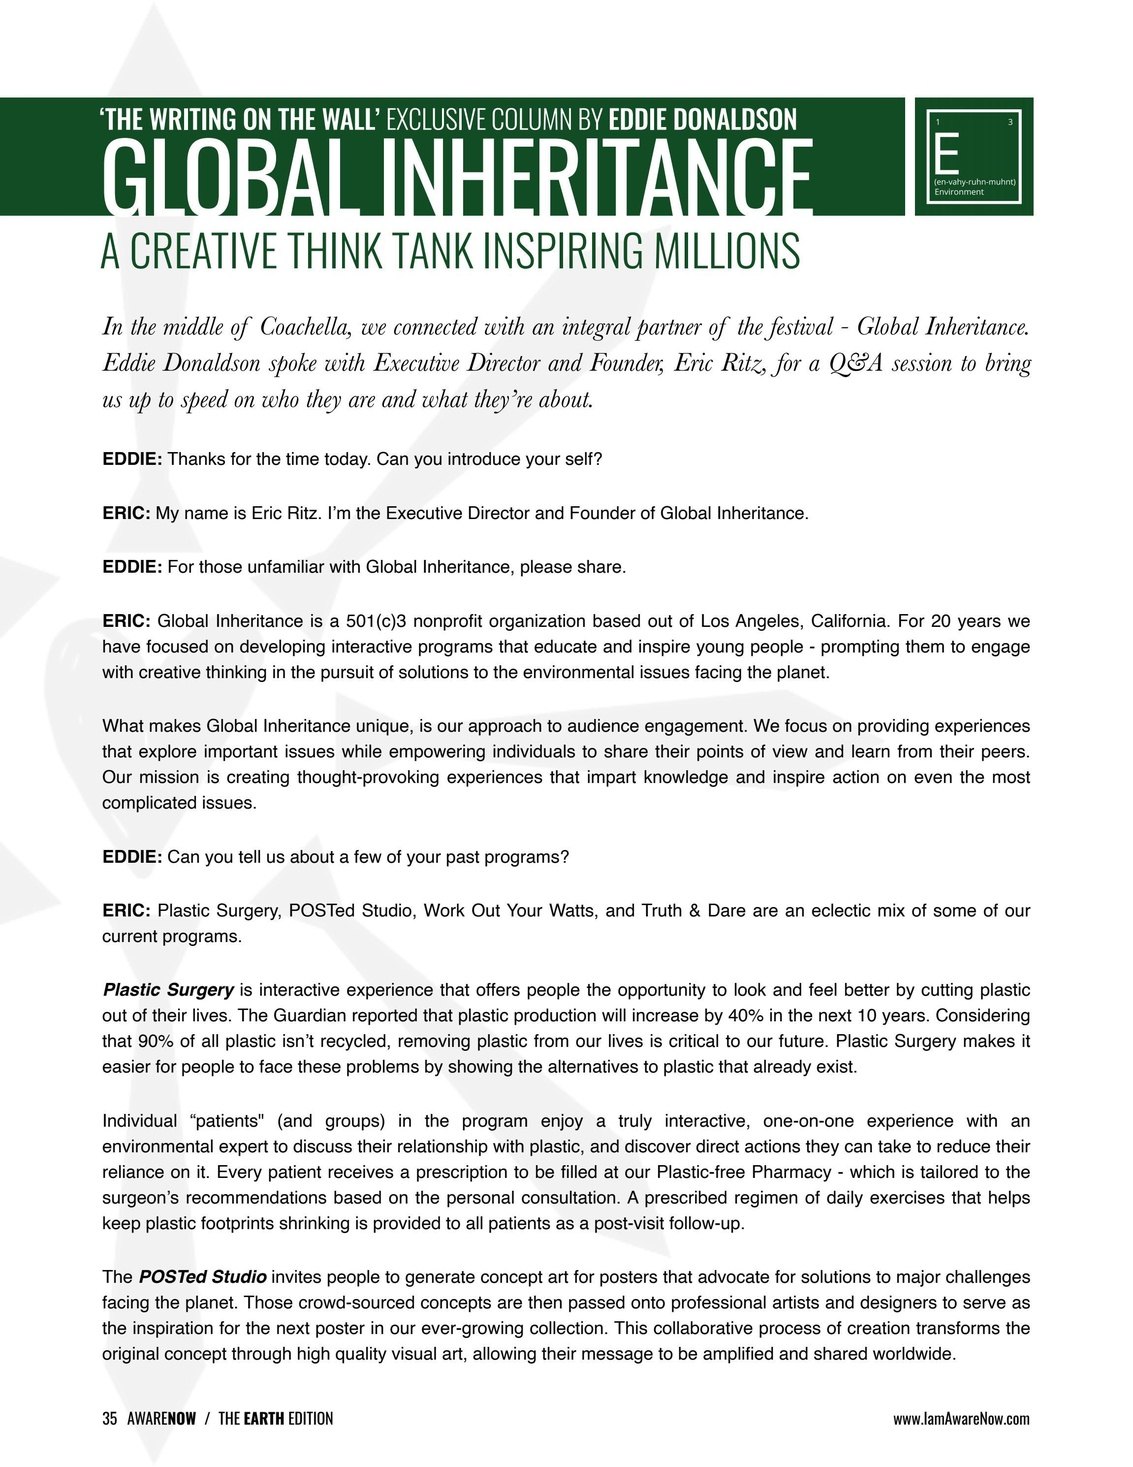 ‘THE WRITING ON THE WALL’ EXCLUSIVE COLUMN BY EDDIE DONALDSON
GLOBAL INHERITANCE
1 3
E
(en-vahy-ruhn-muhnt)
Environment
A CREATIVE THINK TANK INSPIRING MILLIONS
In the middle of Coachella, we connected with an integral partner of the festival - Global Inheritance.
Eddie Donaldson spoke with Executive Director and Founder, Eric Ritz, for a Q&A session to bring
us up to speed on who they are and what they’re about.
EDDIE: Thanks for the time today. Can you introduce your self?
ERIC: My name is Eric Ritz. I’m the Executive Director and Founder of Global Inheritance.
EDDIE: For those unfamiliar with Global Inheritance, please share.
ERIC: Global Inheritance is a 501(c)3 nonprofit organization based out of Los Angeles, California. For 20 years we
have focused on developing interactive programs that educate and inspire young people - prompting them to engage
with creative thinking in the pursuit of solutions to the environmental issues facing the planet.
What makes Global Inheritance unique, is our approach to audience engagement. We focus on providing experiences
that explore important issues while empowering individuals to share their points of view and learn from their peers.
Our mission is creating thought-provoking experiences that impart knowledge and inspire action on even the most
complicated issues.
EDDIE: Can you tell us about a few of your past programs?
ERIC: Plastic Surgery, POSTed Studio, Work Out Your Watts, and Truth & Dare are an eclectic mix of some of our
current programs.
Plastic Surgery is interactive experience that offers people the opportunity to look and feel better by cutting plastic
out of their lives. The Guardian reported that plastic production will increase by 40% in the next 10 years. Considering
that 90% of all plastic isn’t recycled, removing plastic from our lives is critical to our future. Plastic Surgery makes it
easier for people to face these problems by showing the alternatives to plastic that already exist.
Individual “patients" (and groups) in the program enjoy a truly interactive, one-on-one experience with an
environmental expert to discuss their relationship with plastic, and discover direct actions they can take to reduce their
reliance on it. Every patient receives a prescription to be filled at our Plastic-free Pharmacy - which is tailored to the
surgeon’s recommendations based on the personal consultation. A prescribed regimen of daily exercises that helps
keep plastic footprints shrinking is provided to all patients as a post-visit follow-up.
The POSTed Studio invites people to generate concept art for posters that advocate for solutions to major challenges
facing the planet. Those crowd-sourced concepts are then passed onto professional artists and designers to serve as
the inspiration for the next poster in our ever-growing collection. This collaborative process of creation transforms the
original concept through high quality visual art, allowing their message to be amplified and shared worldwide.
35 AWARENOW / THE EARTH EDITION
www.IamAwareNow.com